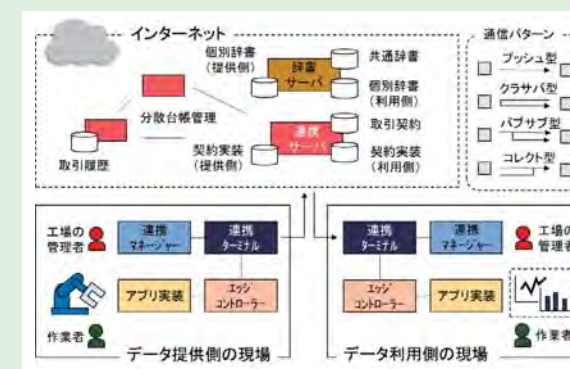 インターネット
個別辞書
(提供側)
辞書
サーバ
共通辞書
個別辞書
(利用側)
分散台帳管理
取引履歴
契約実装
(提供側)
連携
サーバ
取引契約
契約実装
(利用側)
通信パターン
プッシュ型
クラサバ型
パブサブ型
コレクト型
工場の
管理者
連携
マネージャー
連携
ターミナル
アプリ実装
エッジ
コントローラー
作業者
データ提供側の現場
連携
ターミナル
連携
マネージャー
工場の
管理者
エッジ
コントローラー
アプリ実装
作業者
データ利用側の現場